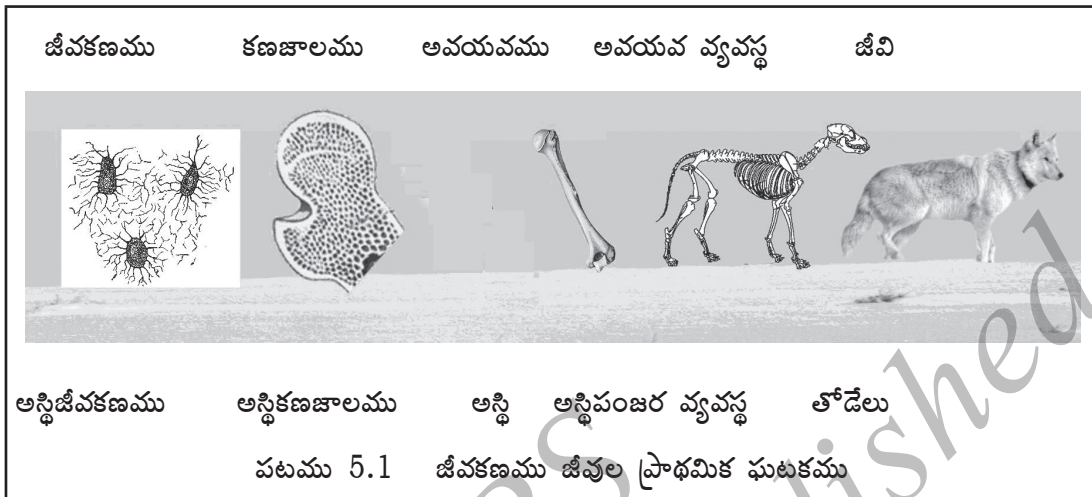 జీవకణము కణజాలము అవయవము అవయవ వ్యవస్థ జీవి
అస్థిజీవకణము అస్థికణజాలము అస్థి అస్థిపంజర వ్యవస్థ తోడేలు
పటము 5.1 జీవకణము జీవుల ప్రాథమిక ఘటకము